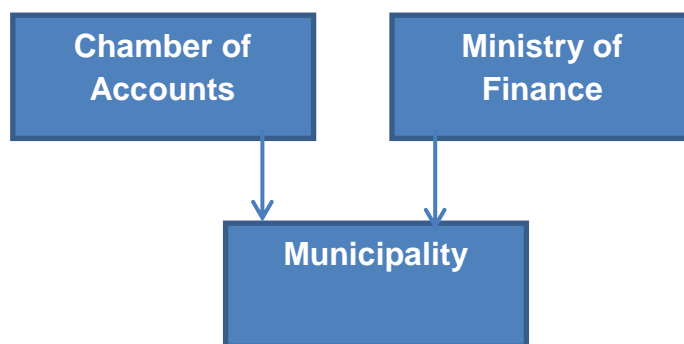 Chamber of
Accounts
Ministry of
Finance
Municipality